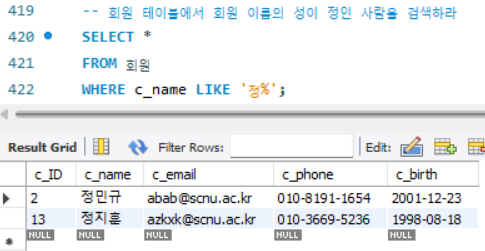 419 -- 회원 테이블에서 회원 이름의 성이 정인 사람을 검색하라
420 SELECT *
421 FROM 회원
422 WHERE c_name LIKE '정%';
Result Grid Filter Rows: Edit:
c_ID c_name c_email c_phone c_birth
2 정민규 abab@scnu.ac.kr 010-8191-1654 2001-12-23
13 정지훈 azkxk@scnu.ac.kr 010-3669-5236 1998-08-18
NULL NULL NULL NULL NULL